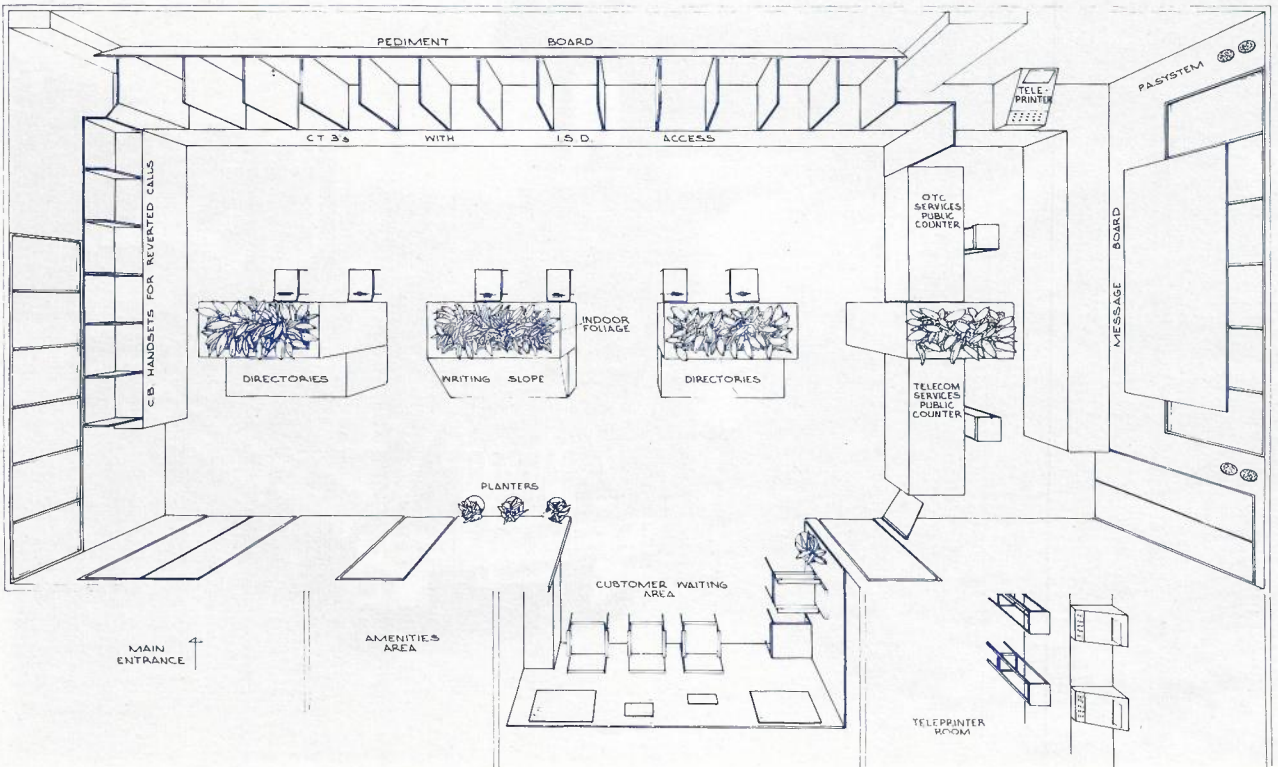 PEDIMENT BOARD
P.A.SYSTEM
TELE-
PRINTER
CT 3's WITH I.S.D. ACCESS
C.B. HANDSETS FOR REVERTED CALLS
OTC
SERVICES
PUBLIC
COUNTER
MESSAGE BOARD
INDOOR
FOLIAGE
DIRECTORIES
WRITING SLOPE
DIRECTORIES
TELECOM
SERVICES
PUBLIC
COUNTER
PLANTERS
CUSTOMER WAITING
AREA
MAIN
ENTRANCE
AMENITIES
AREA
TELEPRINTER
ROOM